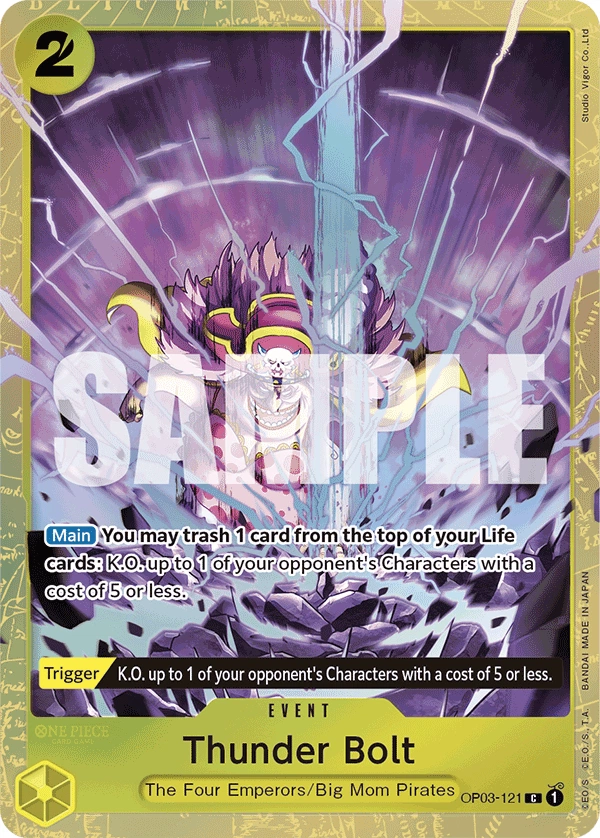 2
Studio Vigor Co.,Ltd
SAMPLE
Main You may trash 1 card from the top of your Life
cards: K.O. up to 1 of your opponent's Characters with a
cost of 5 or less.
Trigger K.O. up to 1 of your opponent's Characters with a cost of 5 or less.
EVENT
ONE PIECE
CARD GAME
Thunder Bolt
The Four Emperors/Big Mom Pirates
OP03-121 C 1
©E.O./S., T.A. BANDAI MADE IN JAPAN